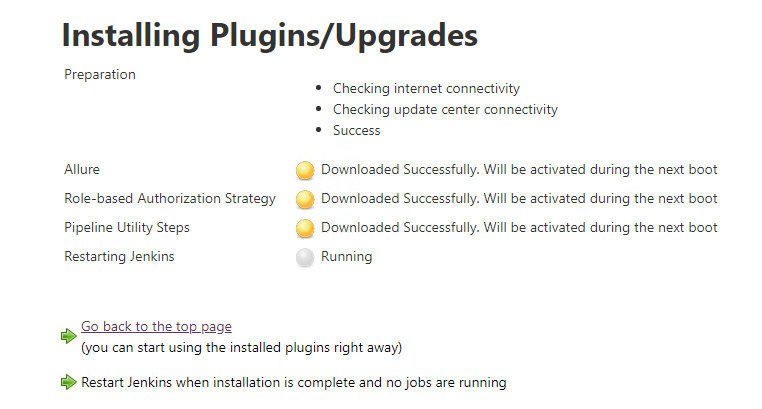 Installing Plugins/Upgrades
Preparation
Checking internet connectivity
Checking update center connectivity
Success
Allure Downloaded Successfully. Will be activated during the next boot
Role-based Authorization Strategy Downloaded Successfully. Will be activated during the next boot
Pipeline Utility Steps Downloaded Successfully. Will be activated during the next boot
Restarting Jenkins Running
Go back to the top page
(you can start using the installed plugins right away)
Restart Jenkins when installation is complete and no jobs are running